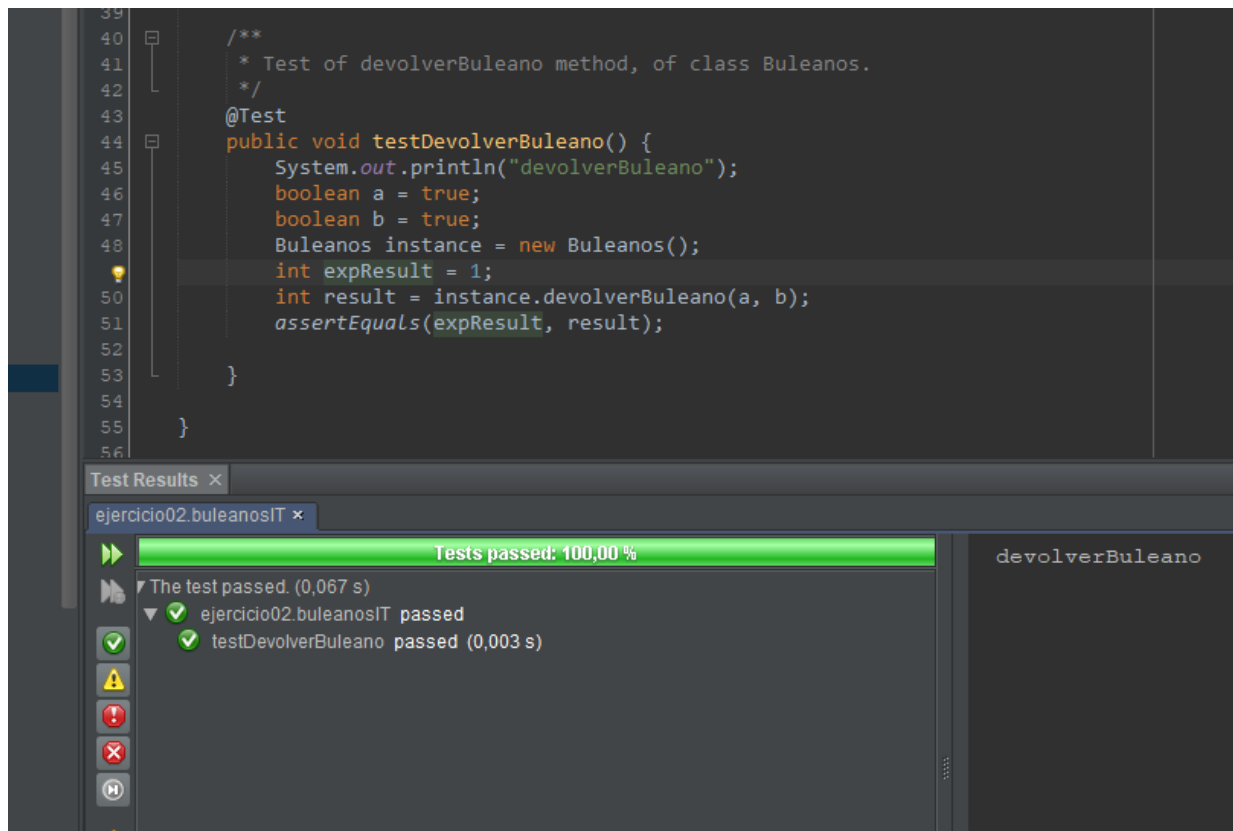 39
40 /**
41 * Test of devolverBuleano method, of class Buleanos.
42 */
43 @Test
44 public void testDevolverBuleano() {
45 System.out.println("devolverBuleano");
46 boolean a = true;
47 boolean b = true;
48 Buleanos instance = new Buleanos();
int expResult = 1;
50 int result = instance.devolverBuleano(a, b);
51 assertEquals(expResult, result);
52
53 }
54
55 }
56
Test Results ×
ejercicio02.buleanosIT ×
Tests passed: 100,00 %
The test passed. (0,067 s)
ejercicio02.buleanosIT passed
testDevolverBuleano passed (0,003 s)
devolverBuleano